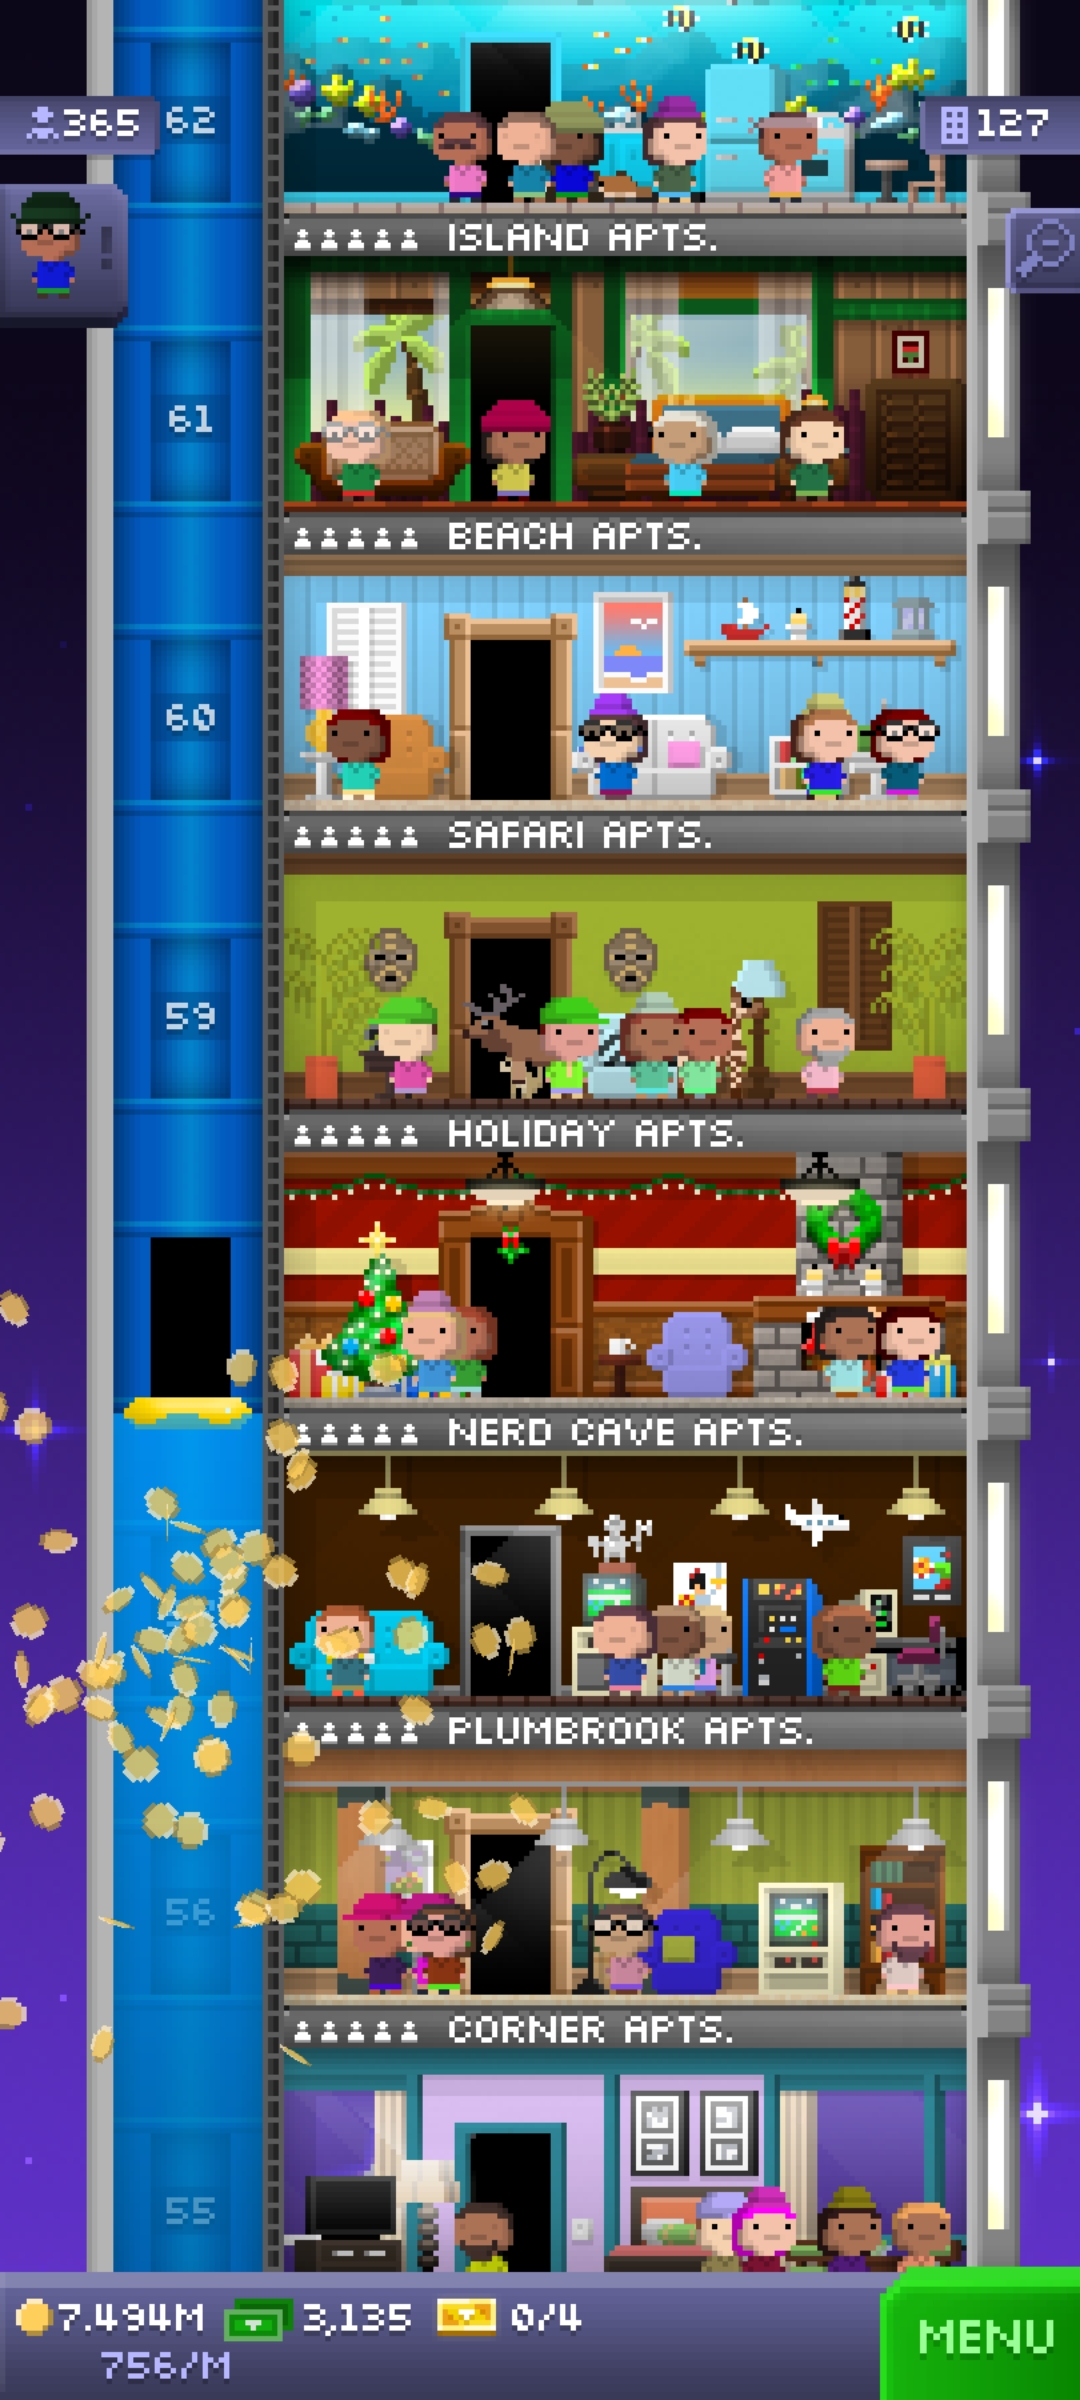 365
62
127
ISLAND APTS.
!
61
BEACH APTS.
60
SAFARI APTS.
59
HOLIDAY APTS.
NERD CAVE APTS.
PLUMBROOK APTS.
56
CORNER APTS.
55
7.494M 3,135 0/4
756/M
MENU